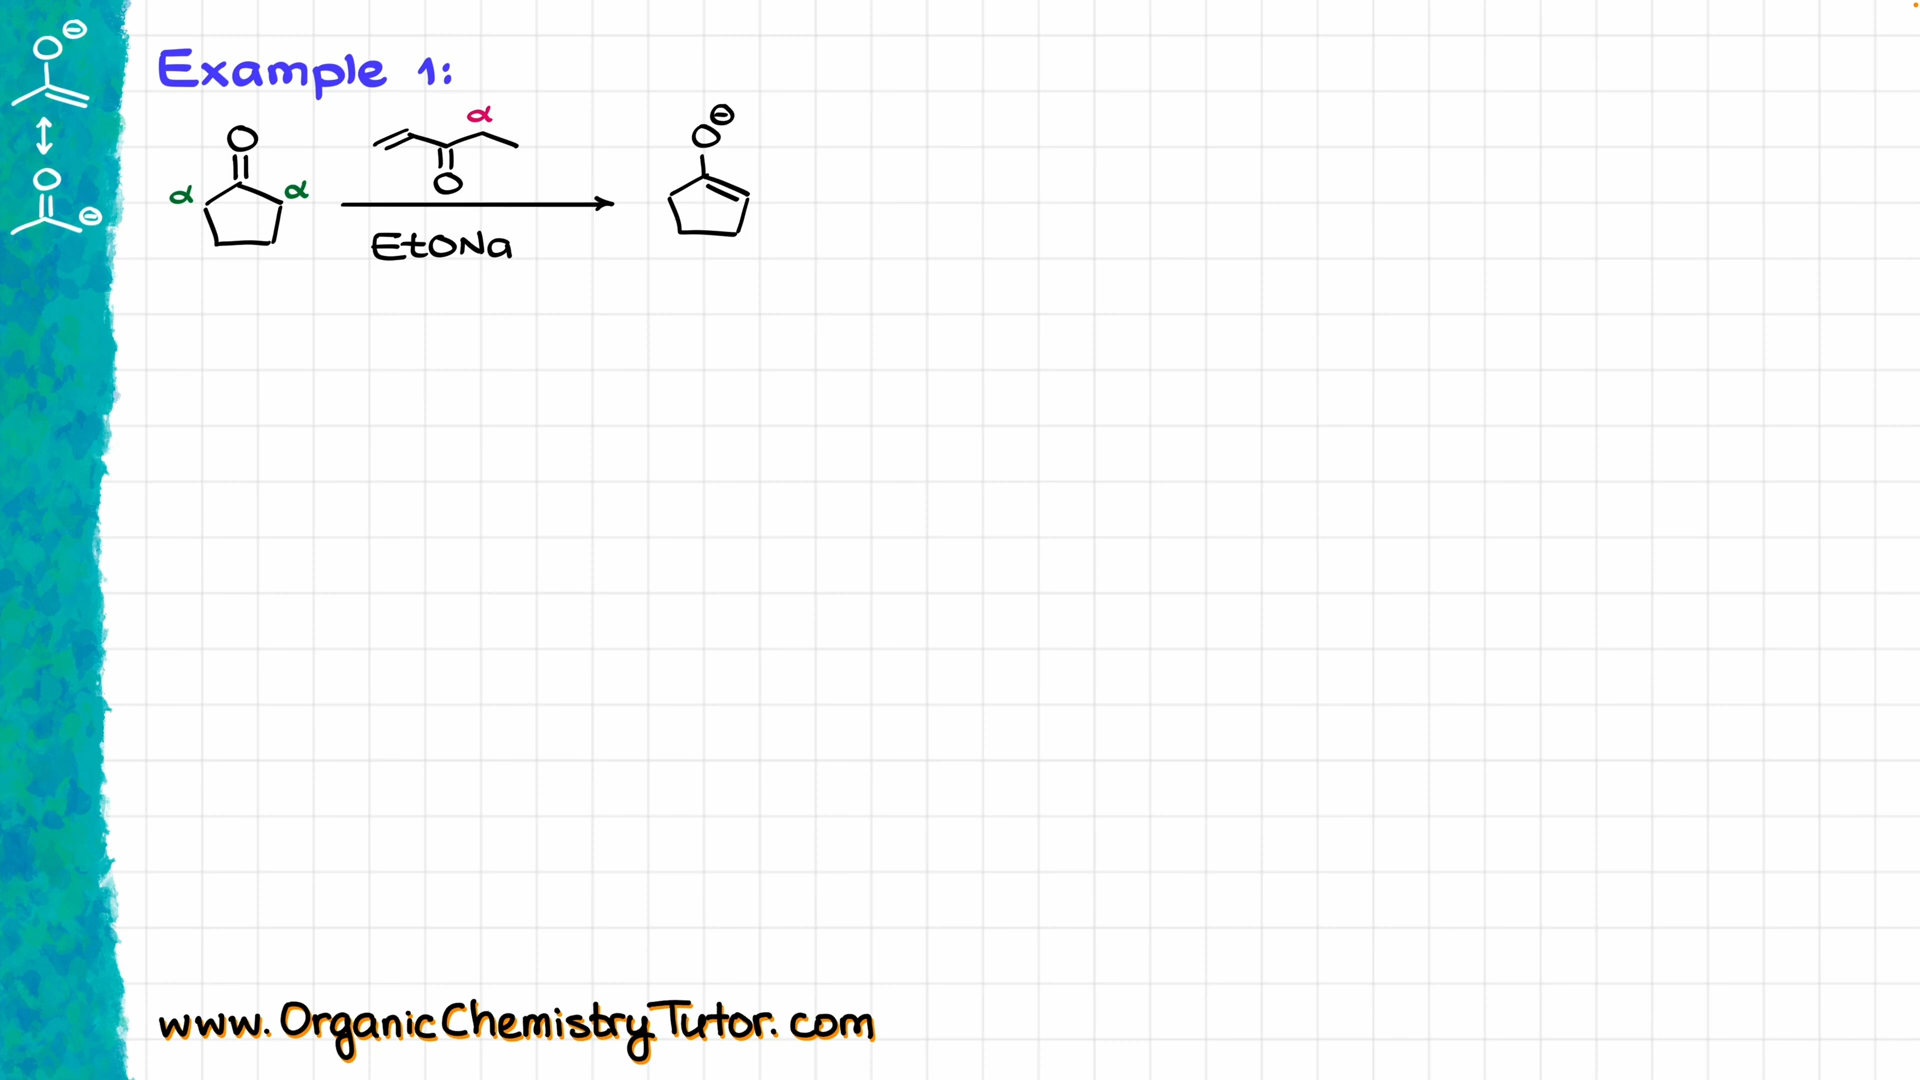 Example 1:
α
O
⊖
O
α
α
O
O
⊖
EtONa
O
⊖
O
www.OrganicChemistryTutor.com